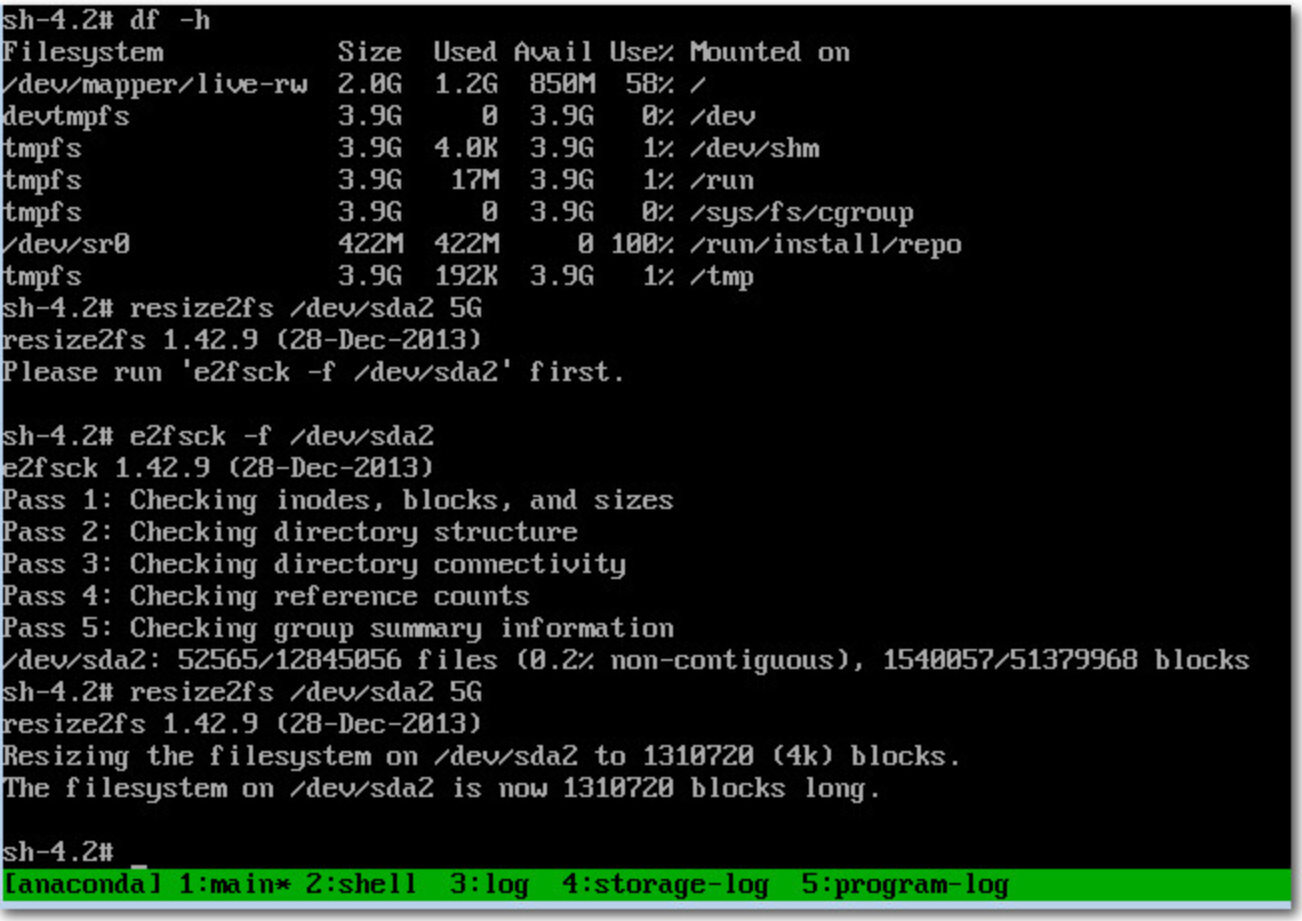 sh-4.2# df -h
Filesystem           Size  Used Avail Use% Mounted on
/dev/mapper/live-rw  2.0G  1.2G  850M  58% /
devtmpfs             3.9G     0  3.9G   0% /dev
tmpfs                3.9G  4.0K  3.9G   1% /dev/shm
tmpfs                3.9G   17M  3.9G   1% /run
tmpfs                3.9G     0  3.9G   0% /sys/fs/cgroup
/dev/sr0             422M  422M     0 100% /run/install/repo
tmpfs                3.9G  192K  3.9G   1% /tmp
sh-4.2# resize2fs /dev/sda2 5G
resize2fs 1.42.9 (28-Dec-2013)
Please run 'e2fsck -f /dev/sda2' first.

sh-4.2# e2fsck -f /dev/sda2
e2fsck 1.42.9 (28-Dec-2013)
Pass 1: Checking inodes, blocks, and sizes
Pass 2: Checking directory structure
Pass 3: Checking directory connectivity
Pass 4: Checking reference counts
Pass 5: Checking group summary information
/dev/sda2: 52565/12845056 files (0.2% non-contiguous), 1540057/51379968 blocks
sh-4.2# resize2fs /dev/sda2 5G
resize2fs 1.42.9 (28-Dec-2013)
Resizing the filesystem on /dev/sda2 to 1310720 (4k) blocks.
The filesystem on /dev/sda2 is now 1310720 blocks long.

sh-4.2# _
[anaconda] 1:main* 2:shell  3:log  4:storage-log  5:program-log